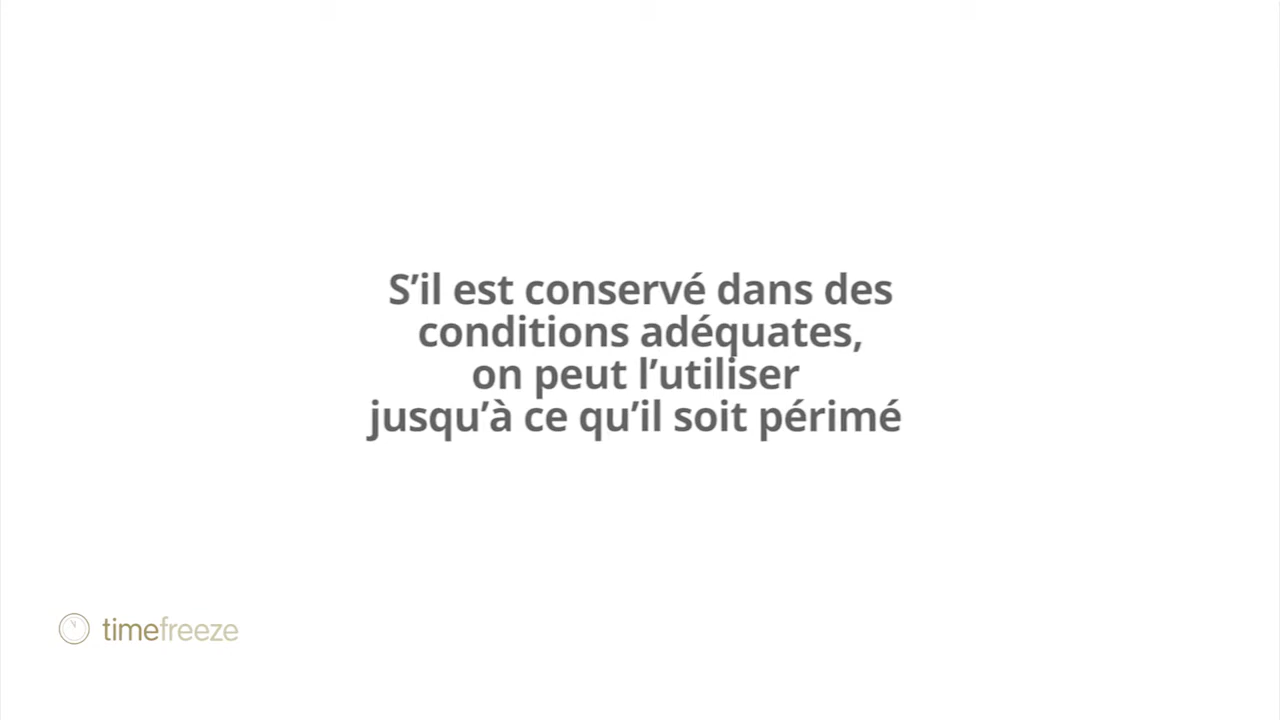 S’il est conservé dans des
conditions adéquates,
on peut l’utiliser
jusqu’à ce qu’il soit périmé
timefreeze